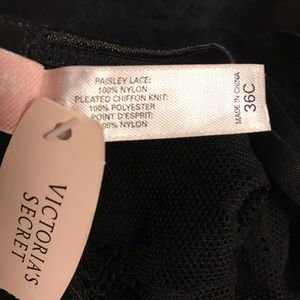 PAISLEY LACE:
100% NYLON
PLEATED CHIFFON KNIT:
100% POLYESTER
POINT D'ESPRIT:
100% NYLON
MADE IN CHINA
36C
VICTORIA'S
SECRET